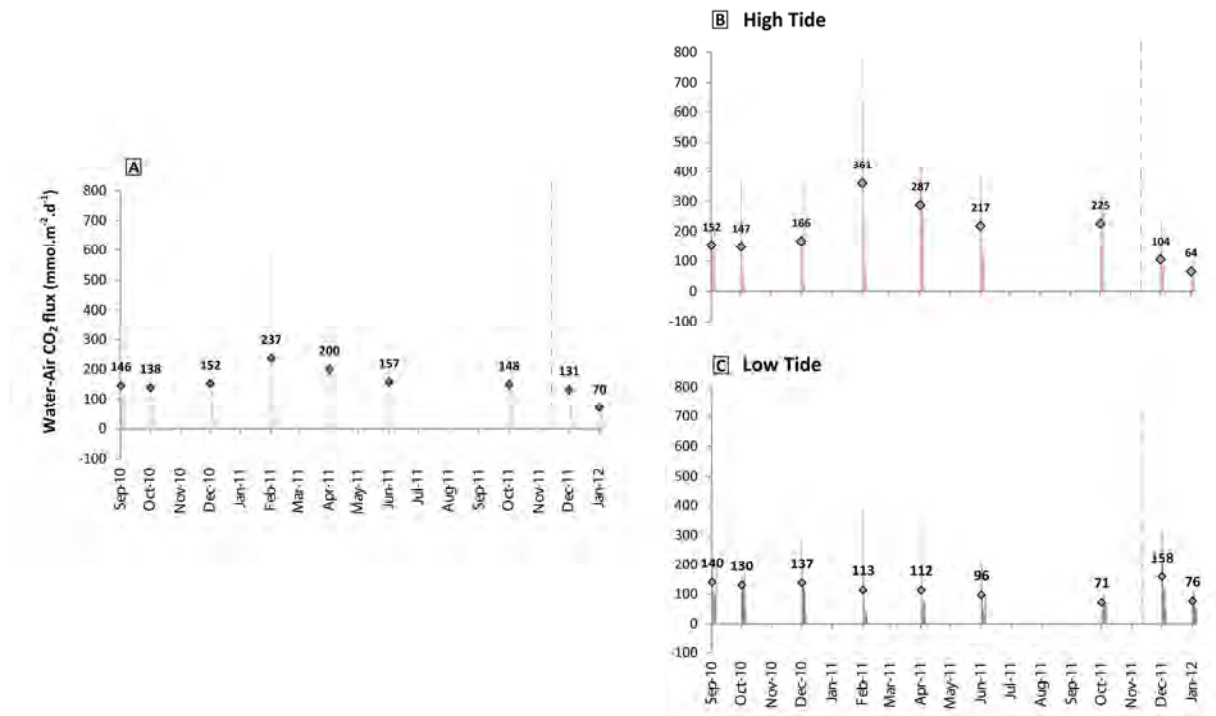 A
Water-Air CO₂ flux (mmol.m⁻².d⁻¹)
800
700
600
500
400
300
200
100
0
-100
146
138
152
237
200
157
148
131
70
Sep-10
Oct-10
Nov-10
Dec-10
Jan-11
Feb-11
Mar-11
Apr-11
May-11
Jun-11
Jul-11
Aug-11
Sep-11
Oct-11
Nov-11
Dec-11
Jan-12
B High Tide
800
700
600
500
400
300
200
100
0
-100
152
147
166
361
287
217
225
104
64
C Low Tide
800
700
600
500
400
300
200
100
0
-100
140
130
137
113
112
96
71
158
76
Sep-10
Oct-10
Nov-10
Dec-10
Jan-11
Feb-11
Mar-11
Apr-11
May-11
Jun-11
Jul-11
Aug-11
Sep-11
Oct-11
Nov-11
Dec-11
Jan-12